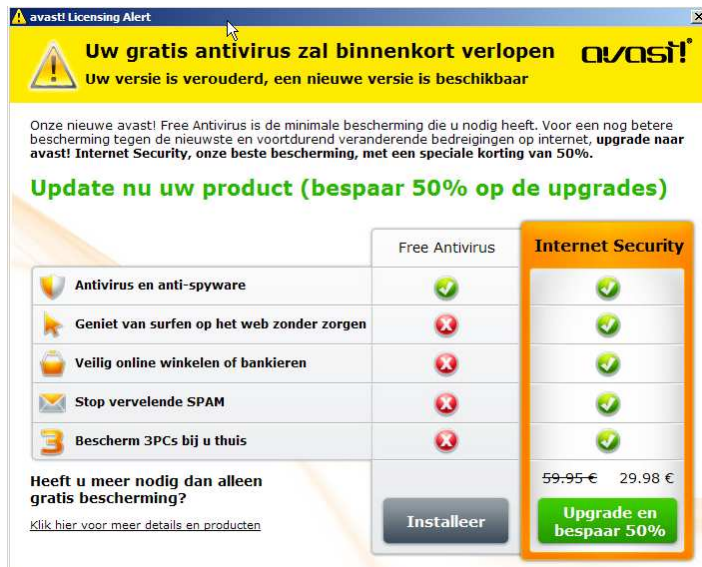 avast! Licensing Alert
Uw gratis antivirus zal binnenkort verlopen
avast!®
Uw versie is verouderd, een nieuwe versie is beschikbaar
Onze nieuwe avast! Free Antivirus is de minimale bescherming die u nodig heeft. Voor een nog betere
bescherming tegen de nieuwste en voortdurend veranderende bedreigingen op internet, upgrade naar
avast! Internet Security, onze beste bescherming, met een speciale korting van 50%.
Update nu uw product (bespaar 50% op de upgrades)
Free Antivirus
Internet Security
Antivirus en anti-spyware
Geniet van surfen op het web zonder zorgen
Veilig online winkelen of bankieren
Stop vervelende SPAM
3
Bescherm 3PCs bij u thuis
Heeft u meer nodig dan alleen
gratis bescherming?
Klik hier voor meer details en producten
Installeer
59.95 € 29.98 €
Upgrade en
bespaar 50%